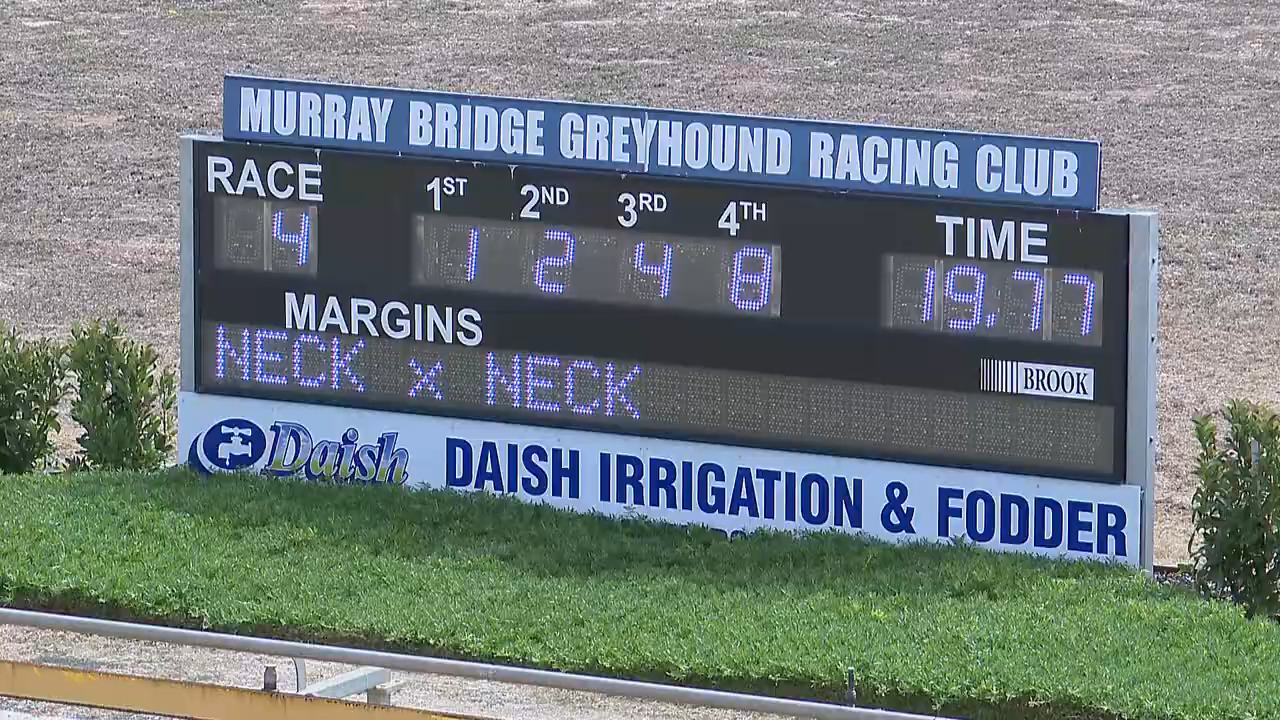 MURRAY BRIDGE GREYHOUND RACING CLUB
RACE 1ST 2ND 3RD 4TH TIME
4 1 2 4 8 19.77
MARGINS
NECK x NECK
BROOK
Daish DAISH IRRIGATION & FODDER